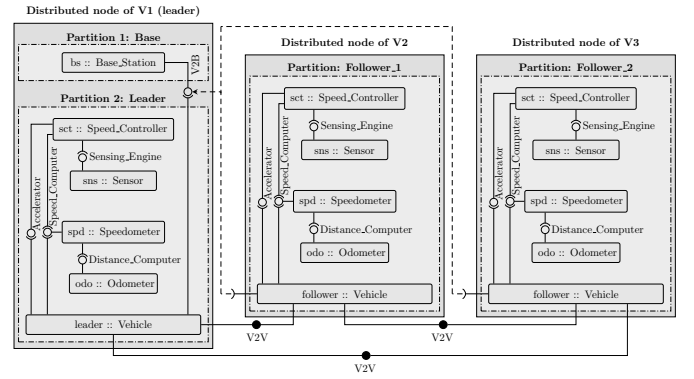 Distributed node of V1 (leader)
Partition 1: Base
bs :: Base_Station
V2B
Partition 2: Leader
sct :: Speed_Controller
Sensing_Engine
sns :: Sensor
Accelerator
Speed_Computer
spd :: Speedometer
Distance_Computer
odo :: Odometer
leader :: Vehicle
Distributed node of V2
Partition: Follower_1
sct :: Speed_Controller
Sensing_Engine
sns :: Sensor
Accelerator
Speed_Computer
spd :: Speedometer
Distance_Computer
odo :: Odometer
follower :: Vehicle
Distributed node of V3
Partition: Follower_2
sct :: Speed_Controller
Sensing_Engine
sns :: Sensor
Accelerator
Speed_Computer
spd :: Speedometer
Distance_Computer
odo :: Odometer
follower :: Vehicle
V2V
V2V
V2V